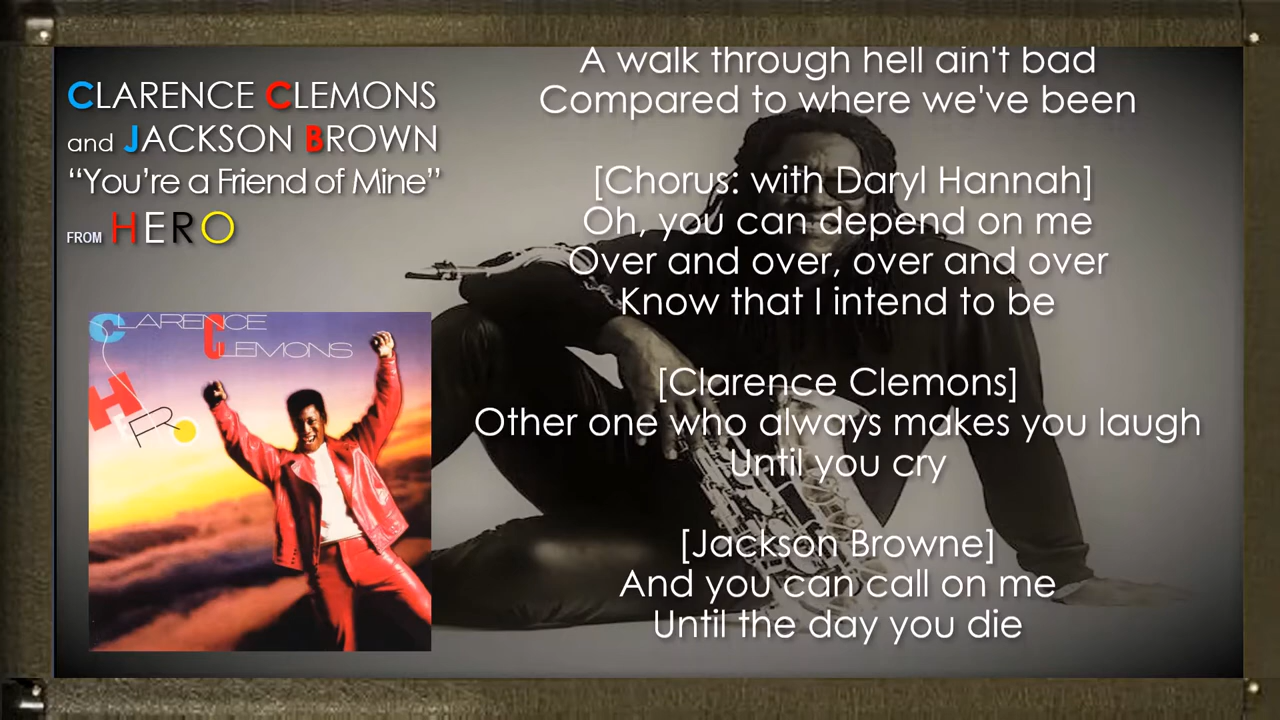 CLARENCE CLEMONS
and JACKSON BROWN
“You’re a Friend of Mine”
FROM HERO
CLARENCE
CLEMONS
HERO
A walk through hell ain't bad
Compared to where we've been
[Chorus: with Daryl Hannah]
Oh, you can depend on me
Over and over, over and over
Know that I intend to be
[Clarence Clemons]
Other one who always makes you laugh
Until you cry
[Jackson Browne]
And you can call on me
Until the day you die